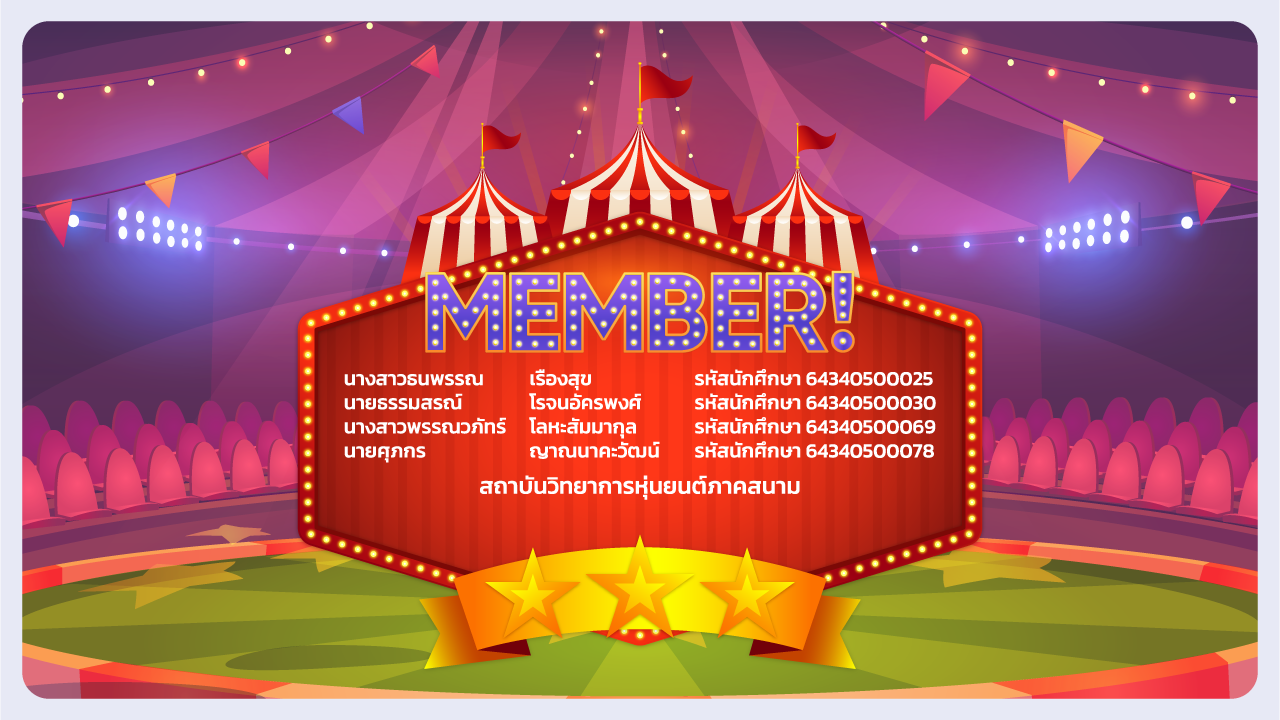 MEMBER!
นางสาวธนพรรณ เรืองสุข รหัสนักศึกษา 64340500025
นายธรรมสรณ์ โรจนอัครพงศ์ รหัสนักศึกษา 64340500030
นางสาวพรรณวภัทร์ โลหะสัมมากุล รหัสนักศึกษา 64340500069
นายศุภกร ญาณนาคะวัฒน์ รหัสนักศึกษา 64340500078
สถาบันวิทยาการหุ่นยนต์ภาคสนาม